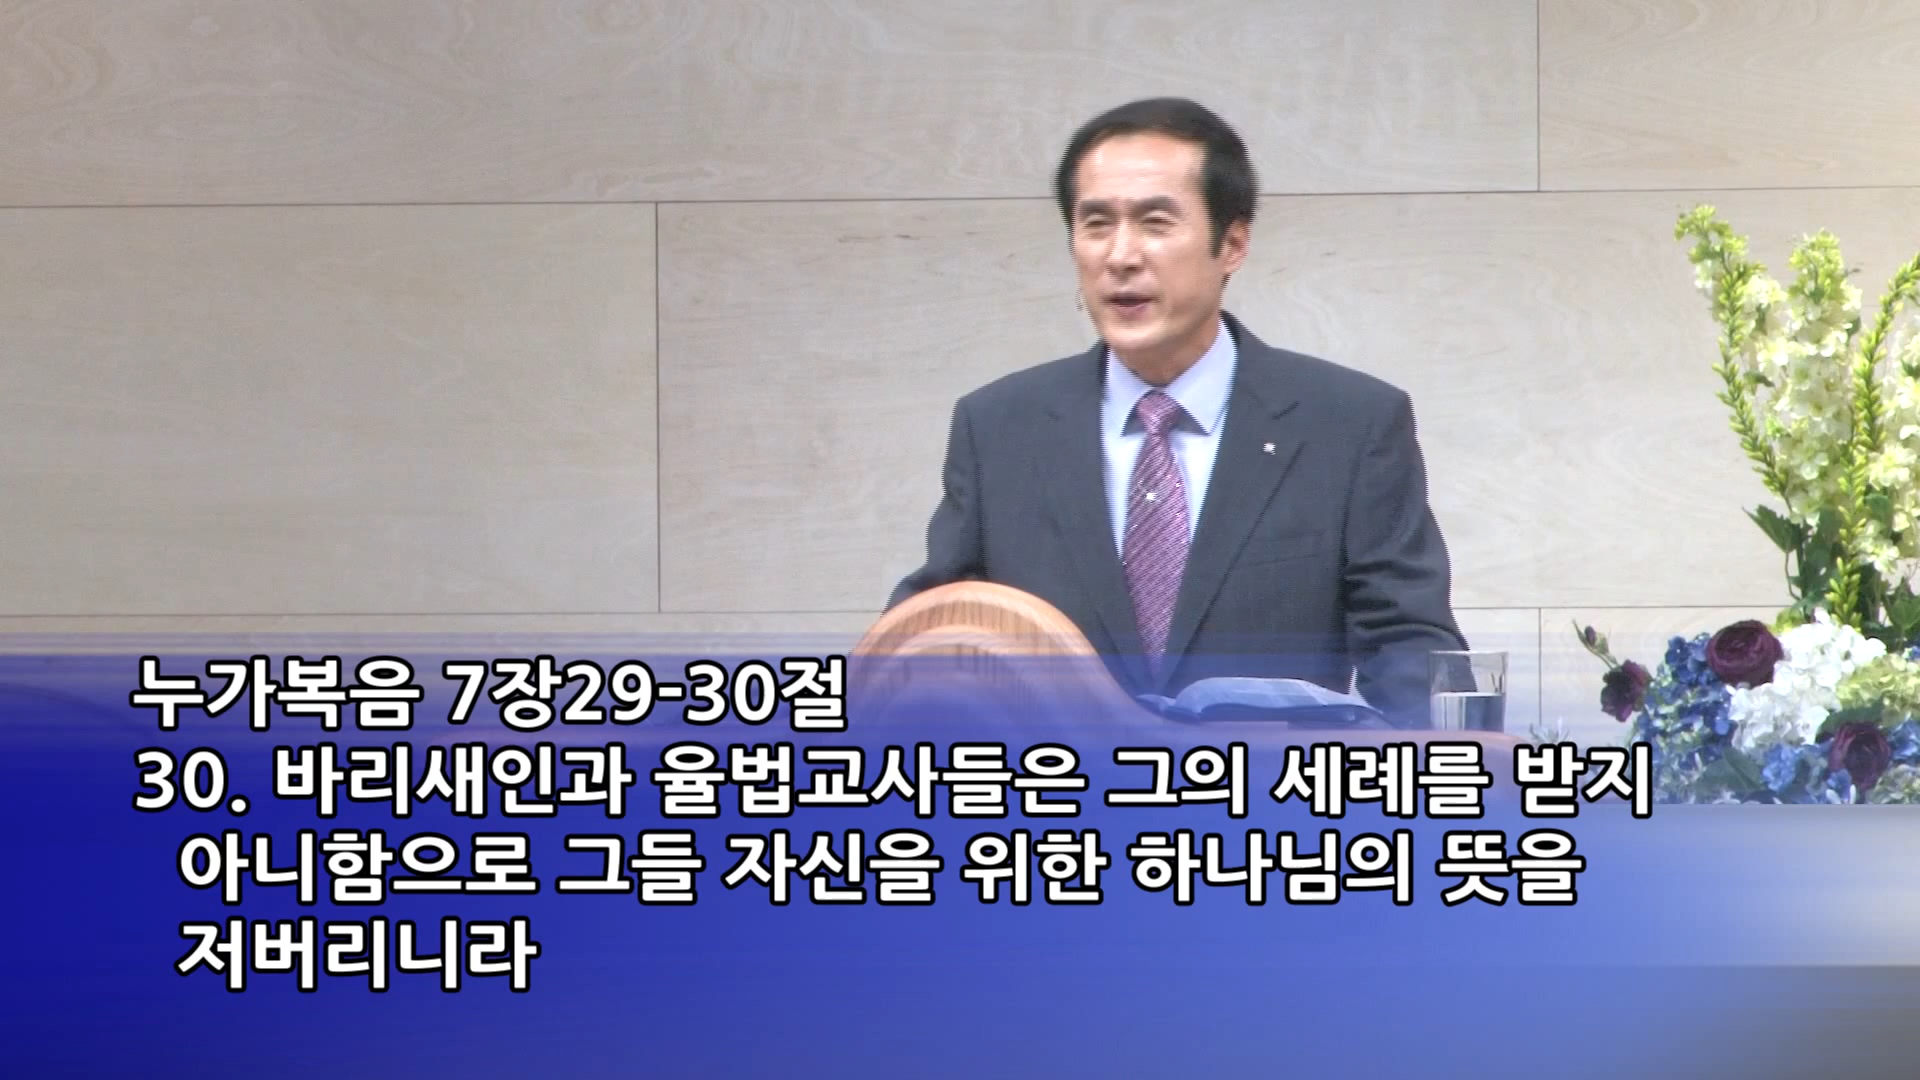 누가복음 7장29-30절
30. 바리새인과 율법교사들은 그의 세례를 받지
아니함으로 그들 자신을 위한 하나님의 뜻을
저버리니라